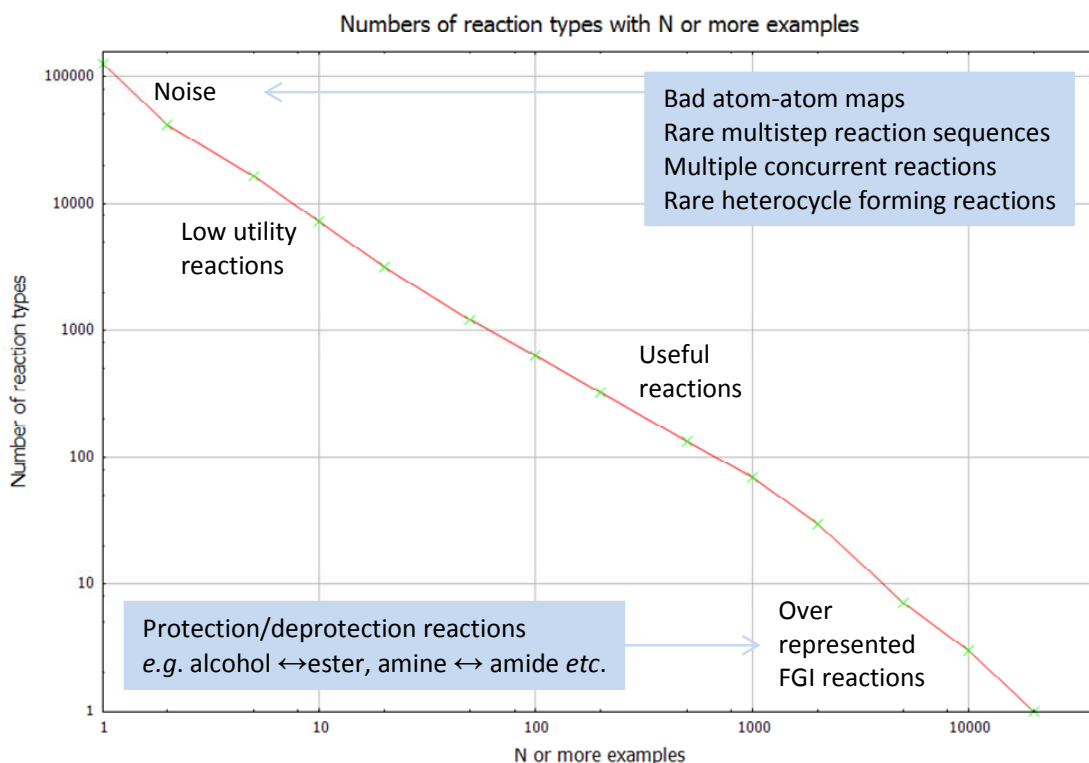 Numbers of reaction types with N or more examples
100000
10000
1000
100
10
1
Number of reaction types
Noise
Bad atom-atom maps
Rare multistep reaction sequences
Multiple concurrent reactions
Rare heterocycle forming reactions
Low utility
reactions
Useful
reactions
Protection/deprotection reactions
e.g. alcohol ↔ester, amine ↔ amide etc.
Over
represented
FGI reactions
1
10
100
1000
10000
N or more examples